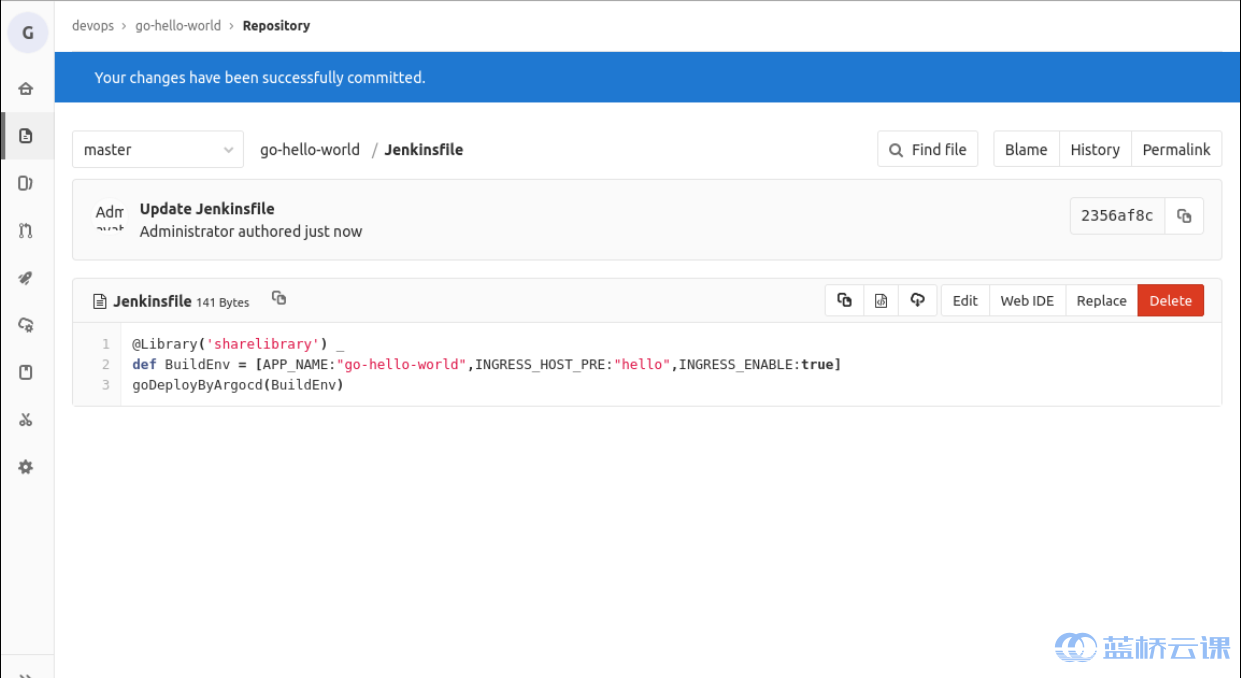 G
devops › go-hello-world › Repository
Your changes have been successfully committed.
master
go-hello-world / Jenkinsfile
Find file
Blame
History
Permalink
Update Jenkinsfile
Administrator authored just now
2356af8c
Jenkinsfile 141 Bytes
Edit
Web IDE
Replace
Delete
1 @Library('sharelibrary') _
2 def BuildEnv = [APP_NAME:"go-hello-world",INGRESS_HOST_PRE:"hello",INGRESS_ENABLE:true]
3 goDeployByArgocd(BuildEnv)
蓝桥云课